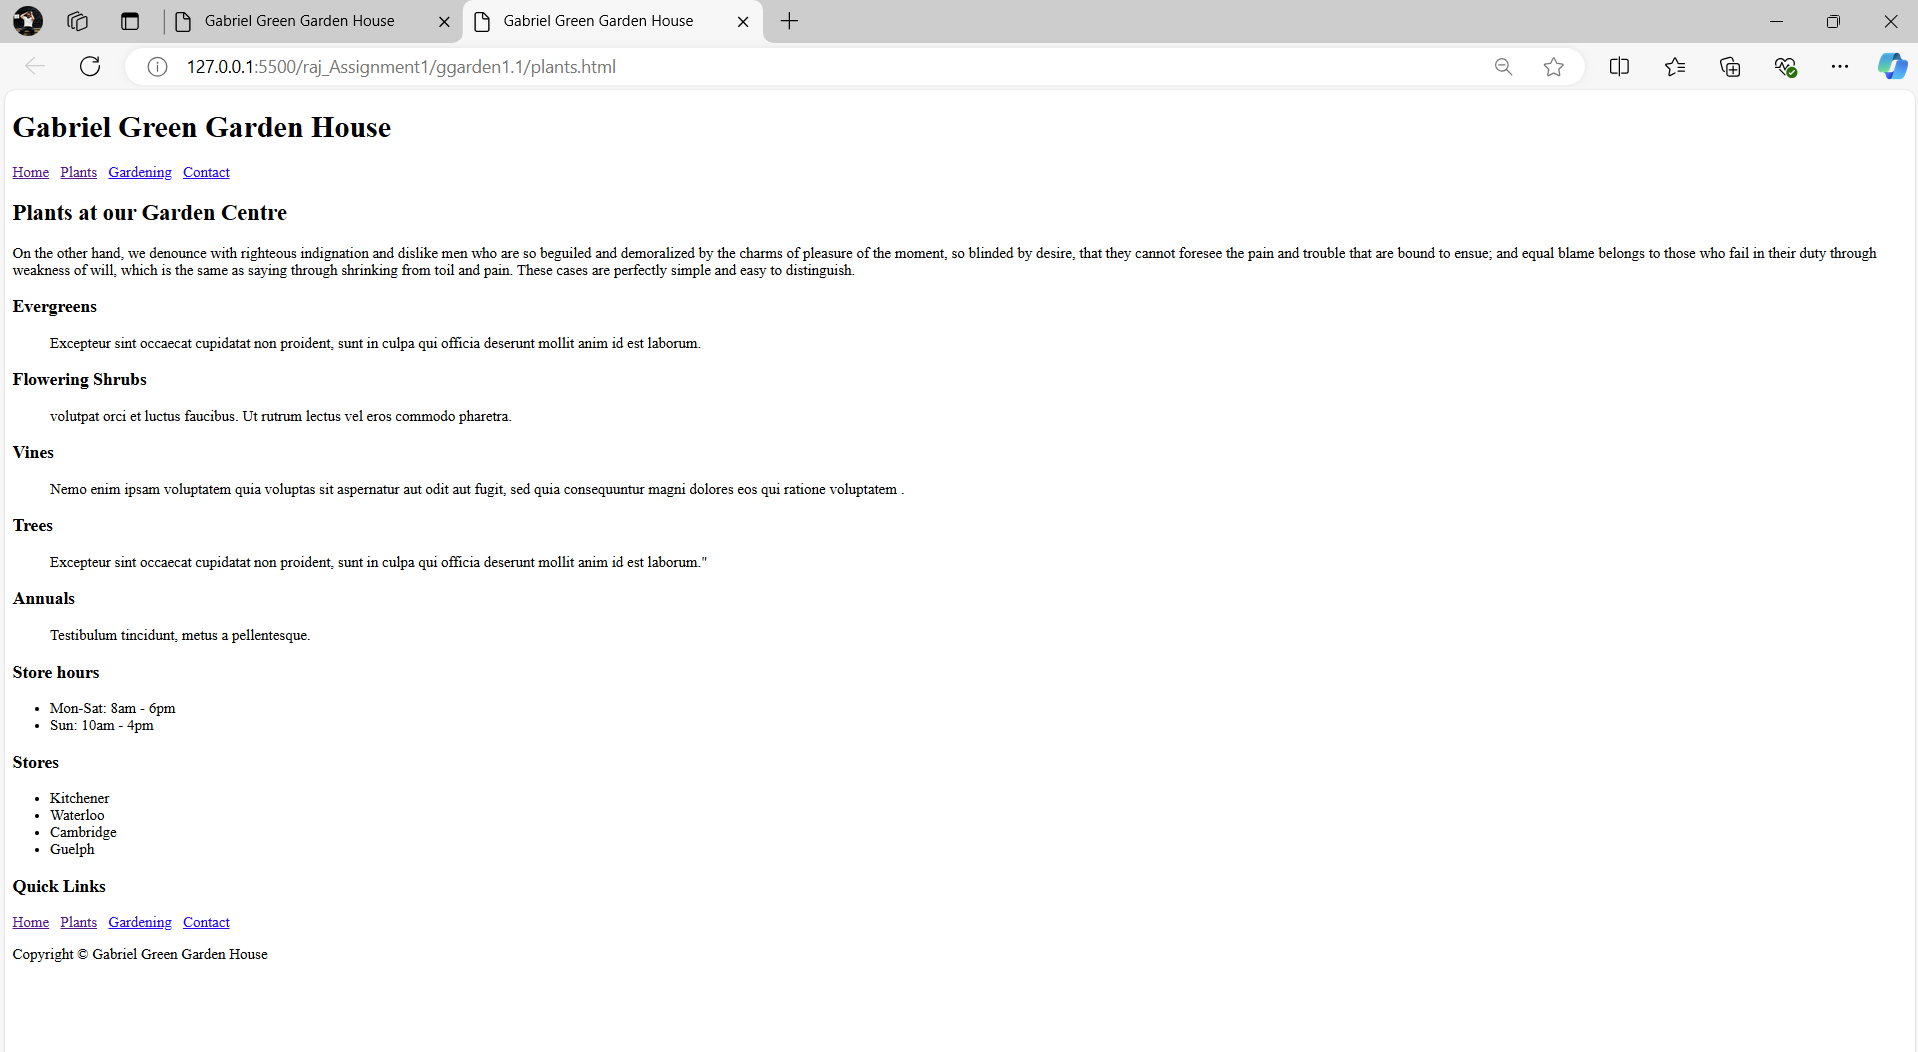 Gabriel Green Garden House
Gabriel Green Garden House
127.0.0.1:5500/raj_Assignment1/ggarden1.1/plants.html
Gabriel Green Garden House
Home Plants Gardening Contact
Plants at our Garden Centre
On the other hand, we denounce with righteous indignation and dislike men who are so beguiled and demoralized by the charms of pleasure of the moment, so blinded by desire, that they cannot foresee the pain and trouble that are bound to ensue; and equal blame belongs to those who fail in their duty through
weakness of will, which is the same as saying through shrinking from toil and pain. These cases are perfectly simple and easy to distinguish.
Evergreens
Excepteur sint occaecat cupidatat non proident, sunt in culpa qui officia deserunt mollit anim id est laborum.
Flowering Shrubs
volutpat orci et luctus faucibus. Ut rutrum lectus vel eros commodo pharetra.
Vines
Nemo enim ipsam voluptatem quia voluptas sit aspernatur aut odit aut fugit, sed quia consequuntur magni dolores eos qui ratione voluptatem .
Trees
Excepteur sint occaecat cupidatat non proident, sunt in culpa qui officia deserunt mollit anim id est laborum."
Annuals
Testibulum tincidunt, metus a pellentesque.
Store hours
• Mon-Sat: 8am - 6pm
• Sun: 10am - 4pm
Stores
• Kitchener
• Waterloo
• Cambridge
• Guelph
Quick Links
Home Plants Gardening Contact
Copyright © Gabriel Green Garden House